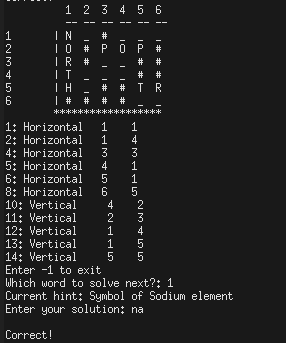 1 2 3 4 5 6
-- -- -- -- -- --
1 | N _ # _ _ _
2 | O # P O P #
3 | R # _ _ # _
4 | T _ _ _ # #
5 | H _ # # T R
6 | # # # # _ _
*****************
1: Horizontal 1 1
2: Horizontal 1 4
4: Horizontal 3 3
5: Horizontal 4 1
6: Horizontal 5 1
8: Horizontal 6 5
10: Vertical 4 2
11: Vertical 2 3
12: Vertical 1 4
13: Vertical 1 5
14: Vertical 5 5
Enter -1 to exit
Which word to solve next?: 1
Current hint: Symbol of Sodium element
Enter your solution: na
Correct!